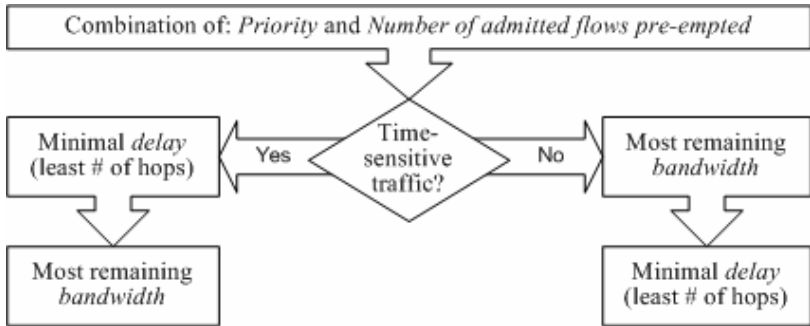 Combination of: Priority and Number of admitted flows pre-empted
Time-
sensitive
traffic?
Yes
No
Minimal delay
(least # of hops)
Most remaining
bandwidth
Most remaining
bandwidth
Minimal delay
(least # of hops)